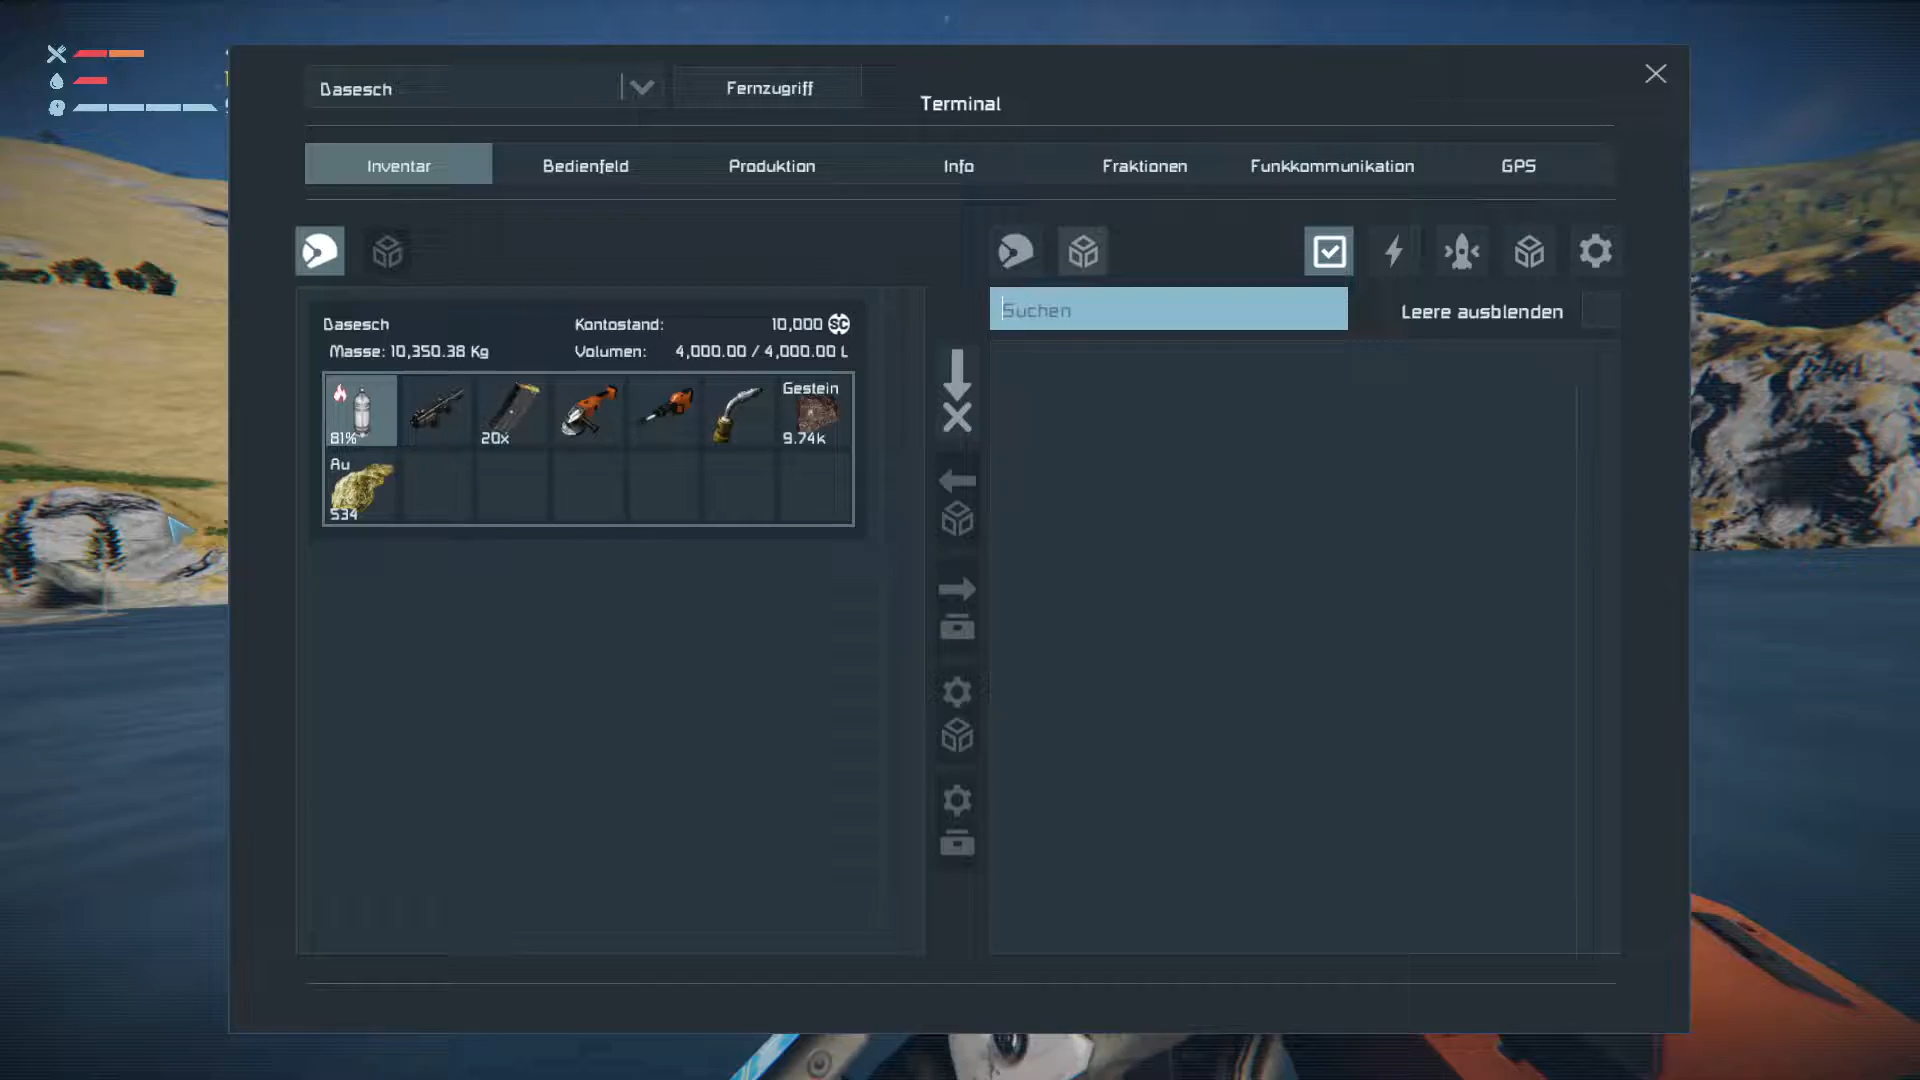 Dasesch
Fernzugriff
Terminal
Inventar Bedienfeld Produktion Info Fraktionen Funkkommunikation GPS
Suchen
Leere ausblenden
Dasesch Kontostand: 10,000 SC
Masse: 10,350.38 Kg Volumen: 4,000.00 / 4,000.00 L
Gestein
81% 20x 9.74k
Au
534